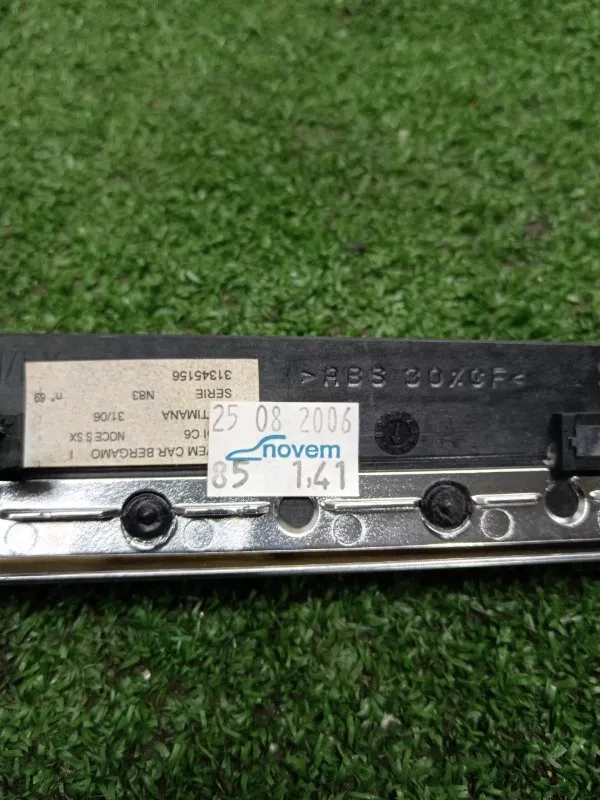 >ABS 30%GF<
25 08 2006
novem
85 1,41
VEM CAR BERGAMO I
I C6 NOCE S SX
TIMANA 31/06
SERIE N83 n° 69
31345156